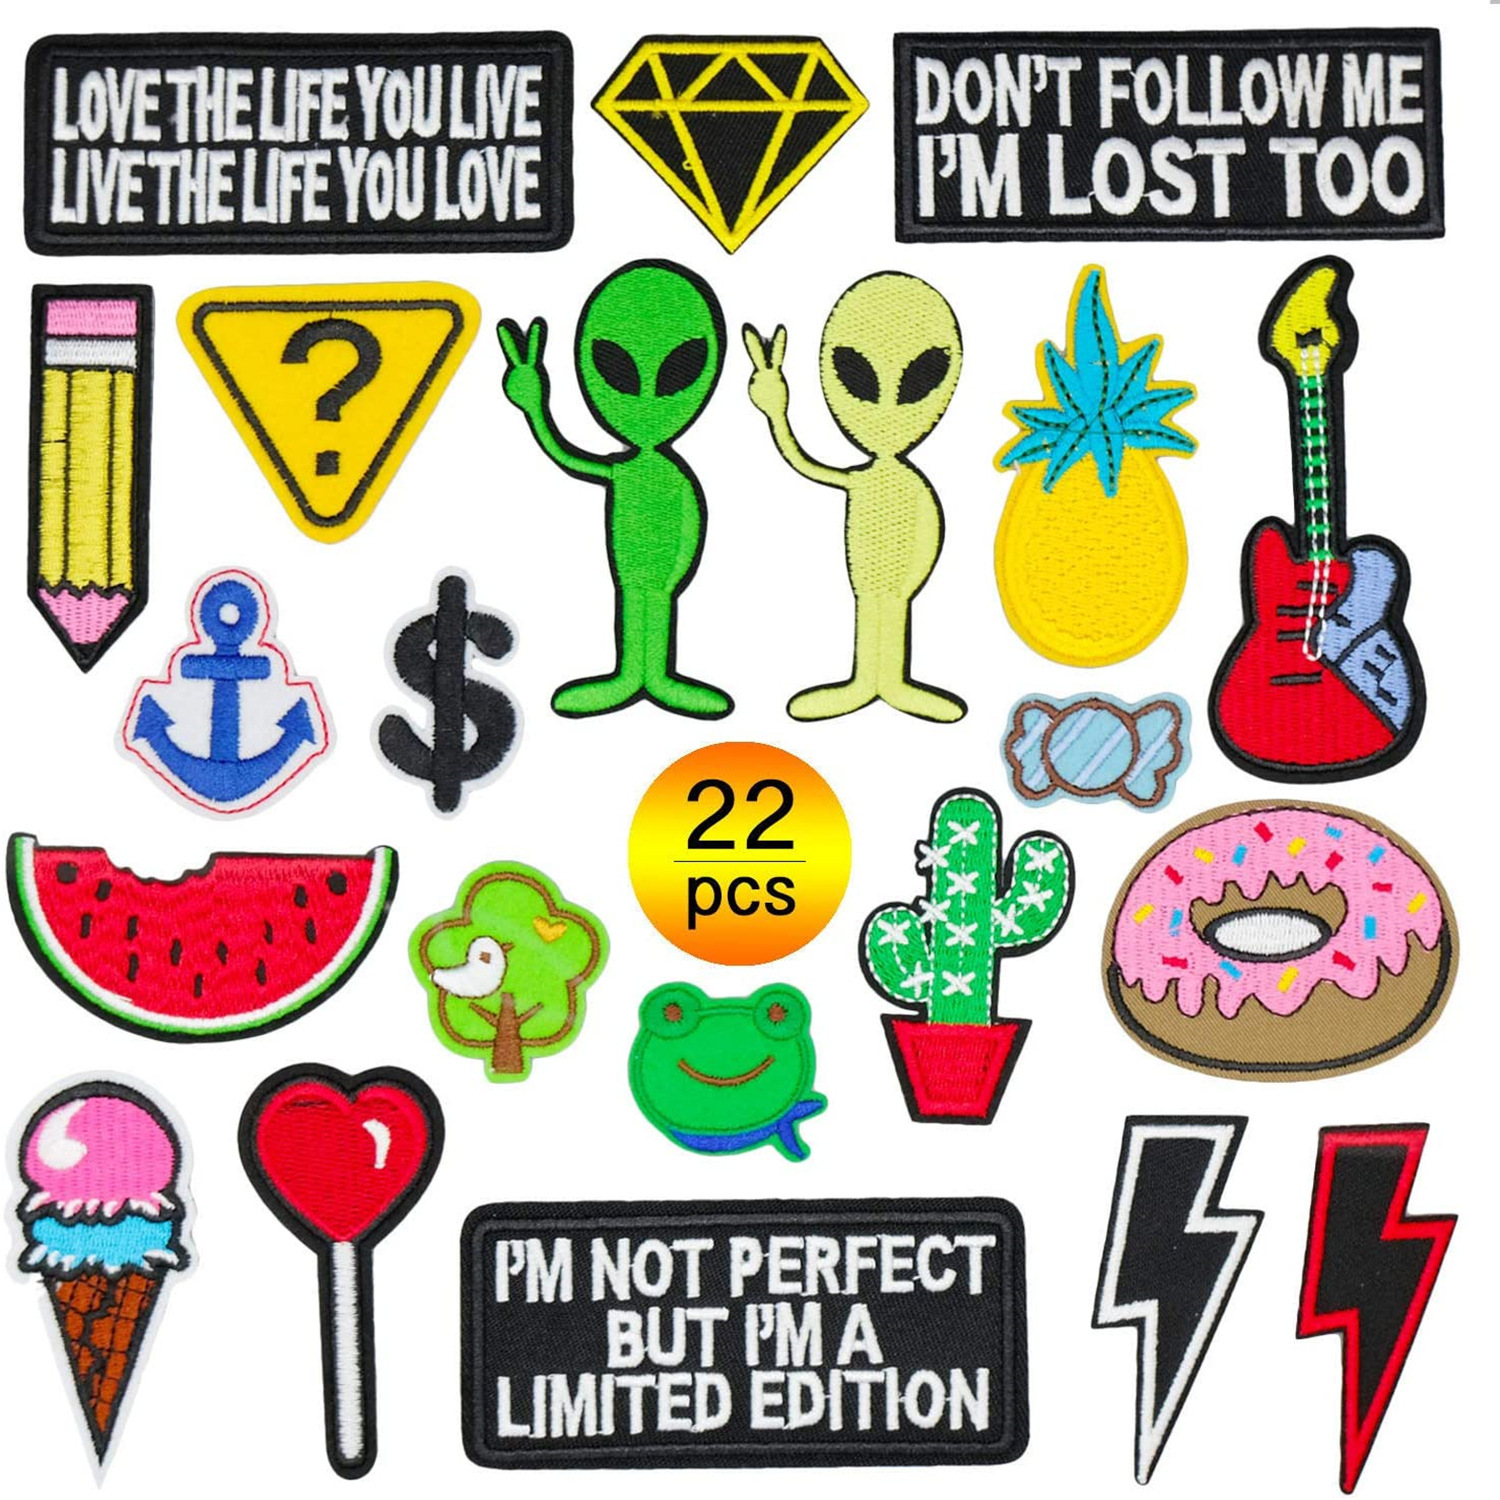 LOVE THE LIFE YOU LIVE
LIVE THE LIFE YOU LOVE
DON'T FOLLOW ME
I'M LOST TOO
?
$
22
pcs
I'M NOT PERFECT
BUT I'M A
LIMITED EDITION